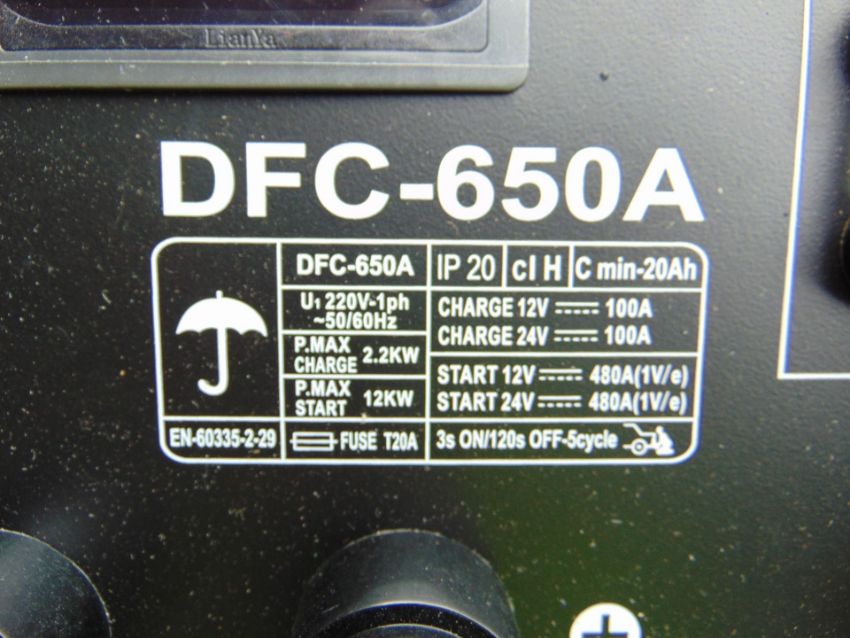 LianYa
DFC-650A
DFC-650A
IP 20
cl H
C min-20Ah
U1 220V-1ph
~50/60Hz
CHARGE 12V 100A
CHARGE 24V 100A
P.MAX
CHARGE 2.2KW
P.MAX
START 12KW
START 12V 480A(1V/e)
START 24V 480A(1V/e)
EN-60335-2-29
FUSE T20A
3s ON/120s OFF-5cycle
+